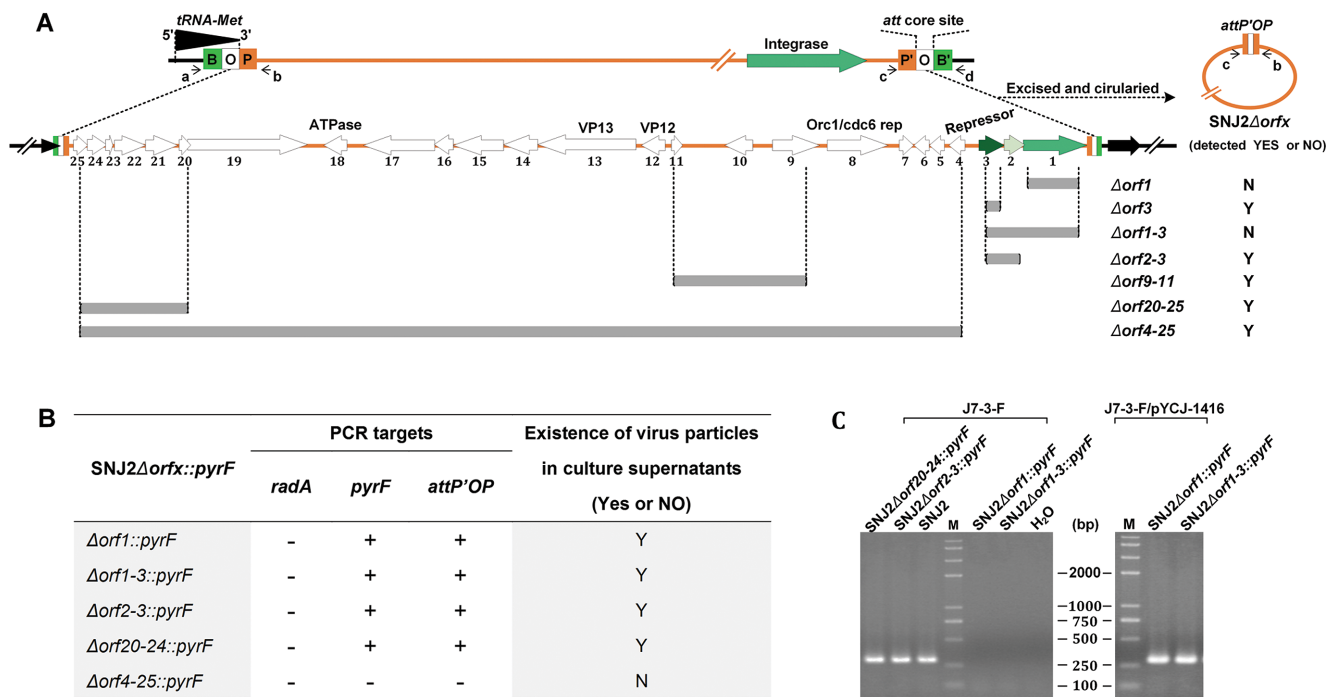 A
tRNA-Met
5' 3'
B O P
a b
Integrase
att core site
P' O B'
c d
attP'OP
c b
Excised and cirularied
SNJ2Δorfx
(detected YES or NO)
ATPase VP13 VP12 Orc1/cdc6 rep Repressor
25 24 23 22 21 20 19 18 17 16 15 14 13 12 11 10 9 8 7 6 5 4 3 2 1
Δorf1 N
Δorf3 Y
Δorf1-3 N
Δorf2-3 Y
Δorf9-11 Y
Δorf20-25 Y
Δorf4-25 Y
B
SNJ2Δorfx::pyrF
PCR targets
radA pyrF attP’OP
Existence of virus particles
in culture supernatants
(Yes or NO)
Δorf1::pyrF - + + Y
Δorf1-3::pyrF - + + Y
Δorf2-3::pyrF - + + Y
Δorf20-24::pyrF - + + Y
Δorf4-25::pyrF - - - N
C
J7-3-F
J7-3-F/pYCJ-1416
SNJ2Δorf20-24::pyrF
SNJ2Δorf2-3::pyrF
SNJ2
M
SNJ2Δorf1::pyrF
SNJ2Δorf1-3::pyrF
H₂O
(bp)
M
SNJ2Δorf1::pyrF
SNJ2Δorf1-3::pyrF
2000
1000
750
500
250
100